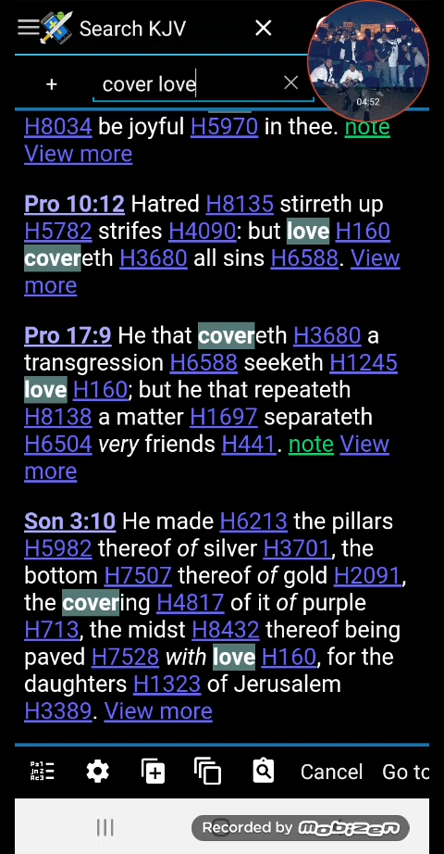 Search KJV
04:52
+ cover love
H8034 be joyful H5970 in thee. note
View more
Pro 10:12 Hatred H8135 stirreth up
H5782 strifes H4090: but love H160
covereth H3680 all sins H6588. View
more
Pro 17:9 He that covereth H3680 a
transgression H6588 seeketh H1245
love H160; but he that repeateth
H8138 a matter H1697 separateth
H6504 very friends H441. note View
more
Son 3:10 He made H6213 the pillars
H5982 thereof of silver H3701, the
bottom H7507 thereof of gold H2091,
the covering H4817 of it of purple
H713, the midst H8432 thereof being
paved H7528 with love H160, for the
daughters H1323 of Jerusalem
H3389. View more
Cancel Go to
Recorded by mobizen